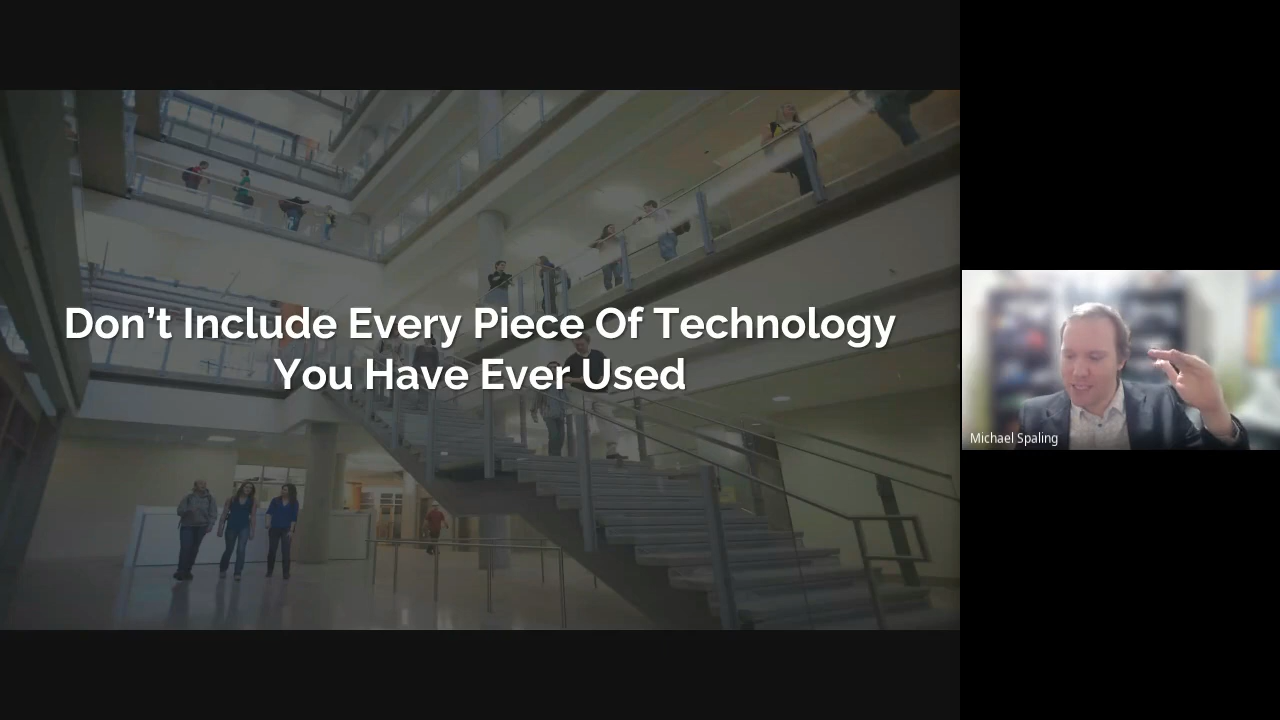 Don’t Include Every Piece Of Technology
You Have Ever Used
Michael Spaling